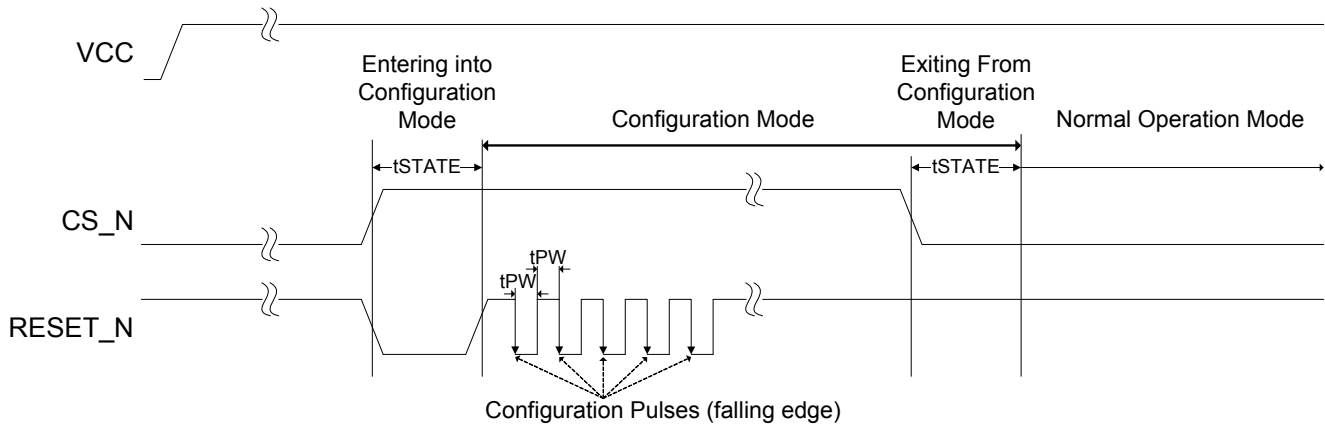 VCC
Entering into
Configuration
Mode
Configuration Mode
Exiting From
Configuration
Mode
Normal Operation Mode
tSTATE
tSTATE
CS_N
tPW
tPW
RESET_N
Configuration Pulses (falling edge)